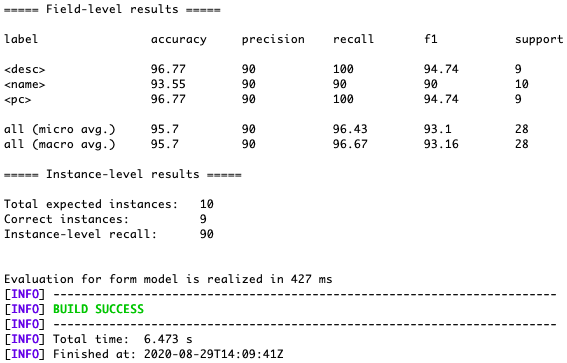 ===== Field-level results =====
label accuracy precision recall f1 support
<desc> 96.77 90 100 94.74 9
<name> 93.55 90 90 90 10
<pc> 96.77 90 100 94.74 9
all (micro avg.) 95.7 90 96.43 93.1 28
all (macro avg.) 95.7 90 96.67 93.16 28
===== Instance-level results =====
Total expected instances: 10
Correct instances: 9
Instance-level recall: 90
Evaluation for form model is realized in 427 ms
[INFO] ------------------------------------------------------------------------
[INFO] BUILD SUCCESS
[INFO] ------------------------------------------------------------------------
[INFO] Total time: 6.473 s
[INFO] Finished at: 2020-08-29T14:09:41Z